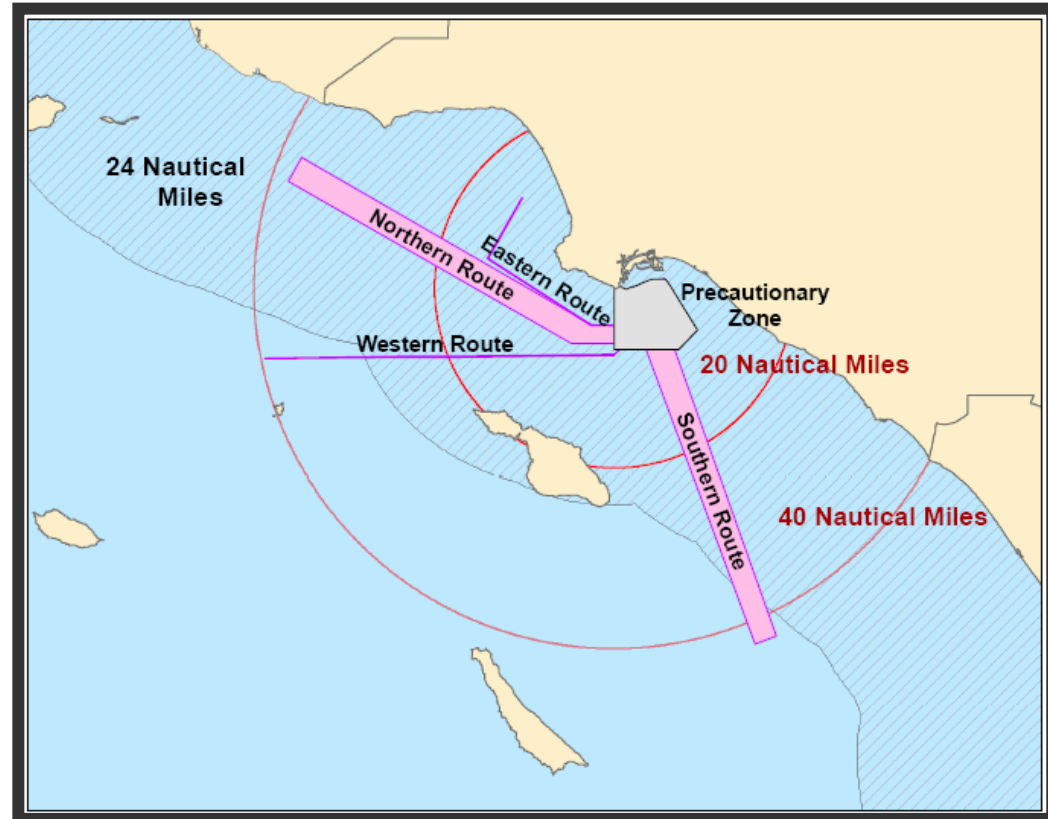 24 Nautical
Miles
Northern Route
Eastern Route
Precautionary
Zone
Western Route
20 Nautical Miles
Southern Route
40 Nautical Miles